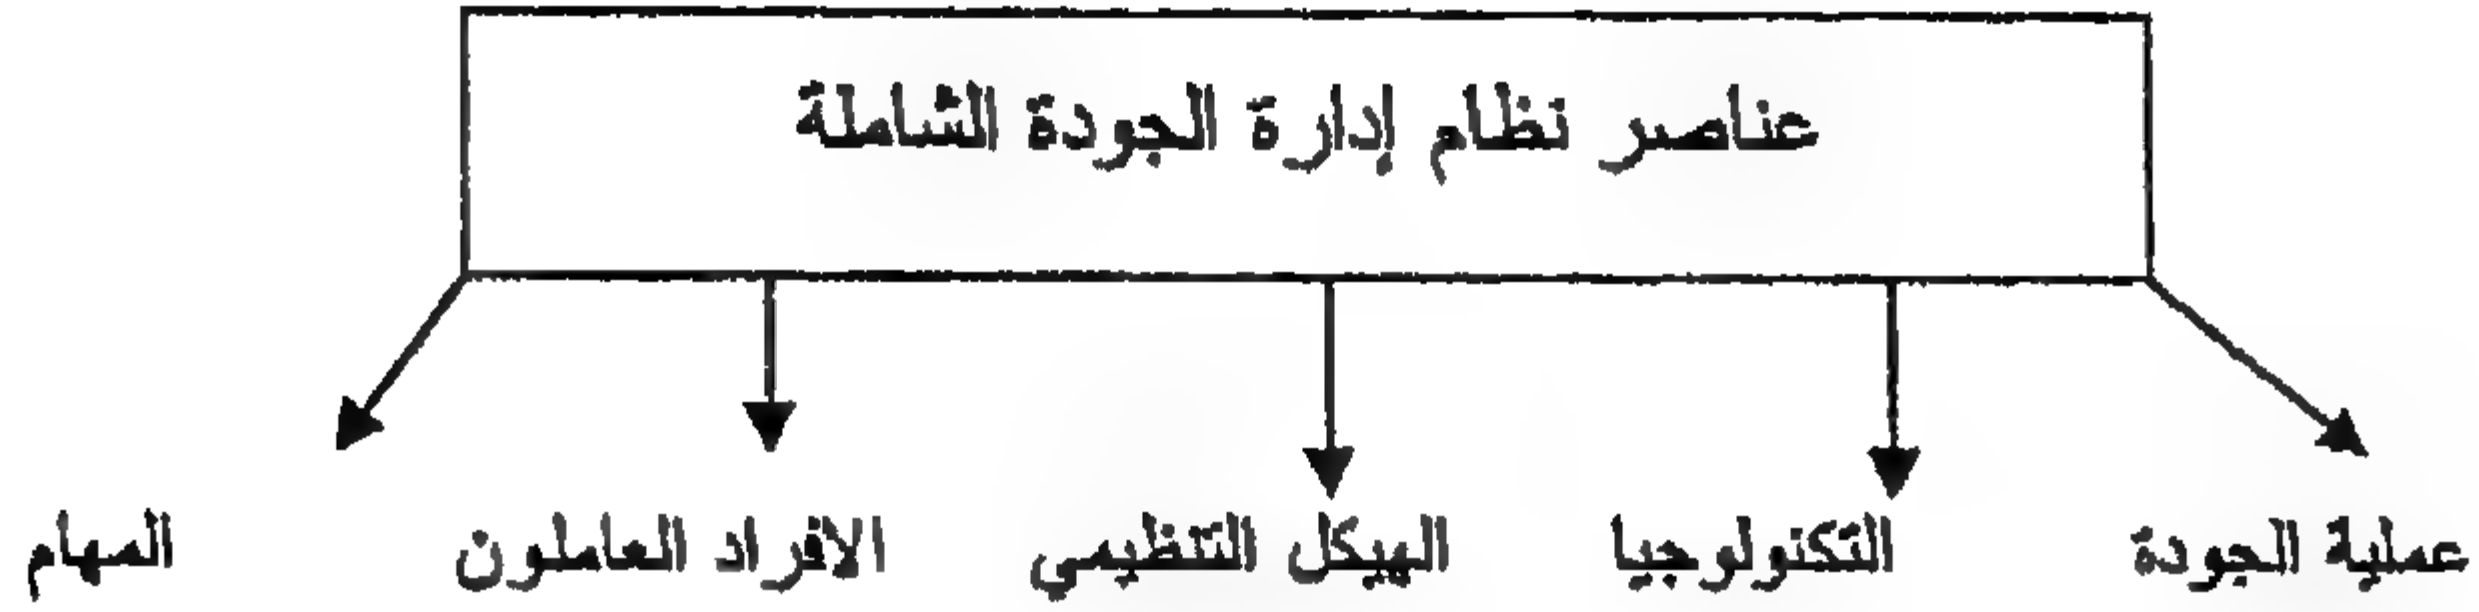 عناصر نظام إدارة الجودة الشاملة
عملية الجودة التكنولوجيا الهيكل التنظيمي الافراد العاملون المهام